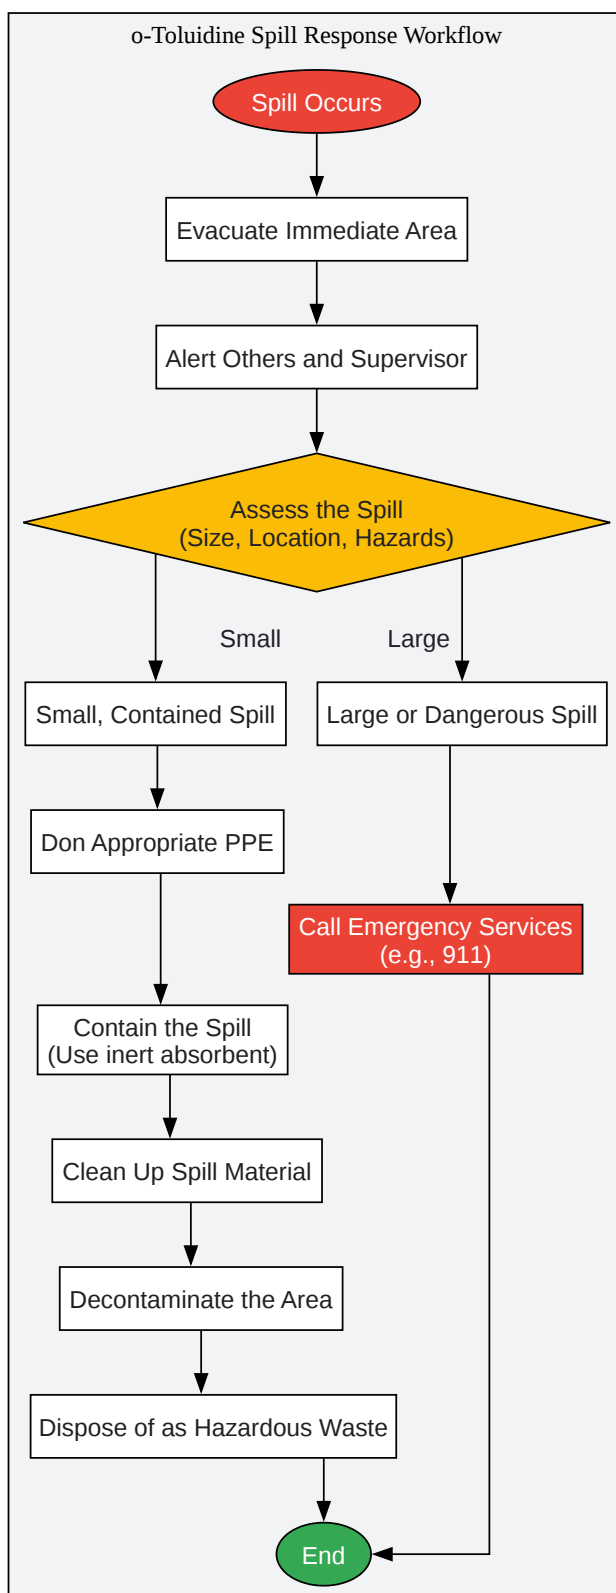 o-Toluidine Spill Response Workflow
Spill Occurs
Evacuate Immediate Area
Alert Others and Supervisor
Assess the Spill
(Size, Location, Hazards)
Small
Large
Small, Contained Spill
Large or Dangerous Spill
Don Appropriate PPE
Call Emergency Services
(e.g., 911)
Contain the Spill
(Use inert absorbent)
Clean Up Spill Material
Decontaminate the Area
Dispose of as Hazardous Waste
End